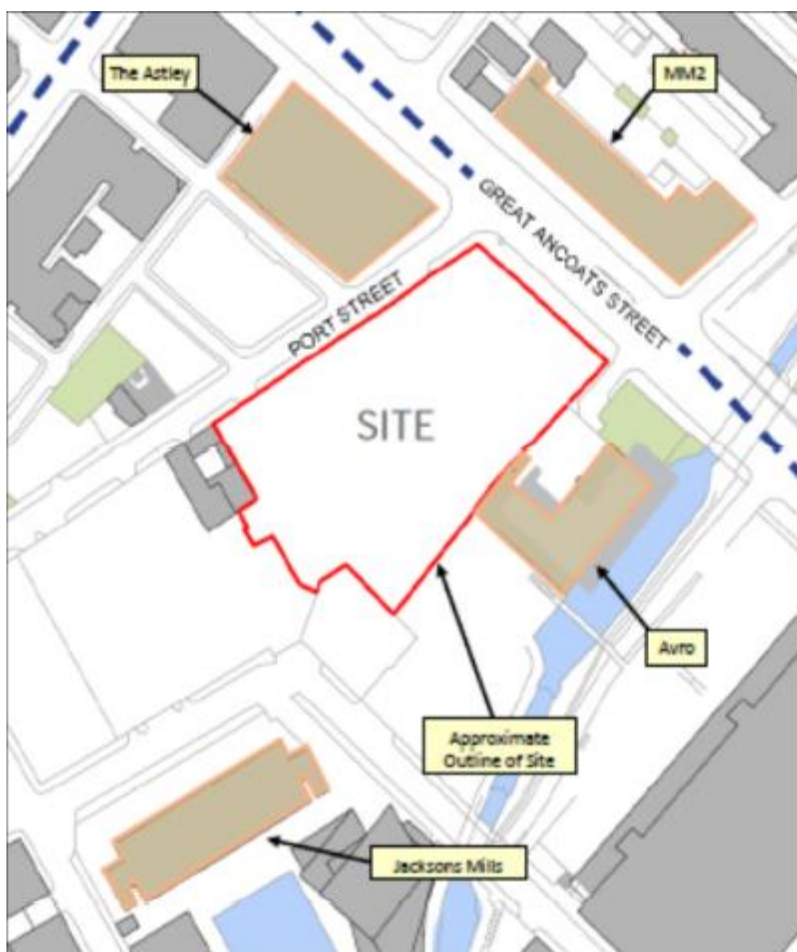 The Astley
MM2
GREAT ANCOATS STREET
PORT STREET
SITE
Avro
Approximate
Outline of Site
Jacksons Mills